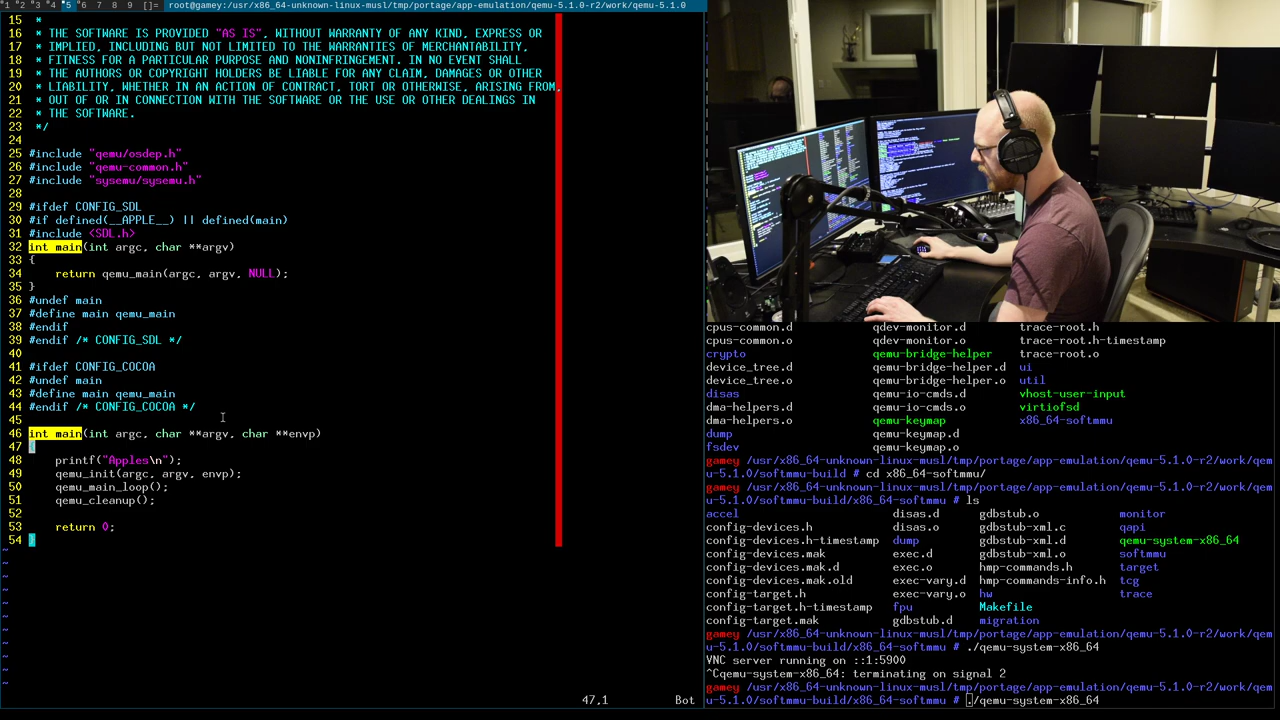 1 2 3 4 5 6 7 8 9 []= root@gamey:/usr/x86_64-unknown-linux-musl/tmp/portage/app-emulation/qemu-5.1.0-r2/work/qemu-5.1.0
15  *
16  * THE SOFTWARE IS PROVIDED "AS IS", WITHOUT WARRANTY OF ANY KIND, EXPRESS OR
17  * IMPLIED, INCLUDING BUT NOT LIMITED TO THE WARRANTIES OF MERCHANTABILITY,
18  * FITNESS FOR A PARTICULAR PURPOSE AND NONINFRINGEMENT. IN NO EVENT SHALL
19  * THE AUTHORS OR COPYRIGHT HOLDERS BE LIABLE FOR ANY CLAIM, DAMAGES OR OTHER
20  * LIABILITY, WHETHER IN AN ACTION OF CONTRACT, TORT OR OTHERWISE, ARISING FROM,
21  * OUT OF OR IN CONNECTION WITH THE SOFTWARE OR THE USE OR OTHER DEALINGS IN
22  * THE SOFTWARE.
23  */
24
25 #include "qemu/osdep.h"
26 #include "qemu-common.h"
27 #include "sysemu/sysemu.h"
28
29 #ifdef CONFIG_SDL
30 #if defined(__APPLE__) || defined(main)
31 #include <SDL.h>
32 int main(int argc, char **argv)
33 {
34     return qemu_main(argc, argv, NULL);
35 }
36 #undef main
37 #define main qemu_main
38 #endif
39 #endif /* CONFIG_SDL */
40
41 #ifdef CONFIG_COCOA
42 #undef main
43 #define main qemu_main
44 #endif /* CONFIG_COCOA */
45
46 int main(int argc, char **argv, char **envp)
47 {
48     printf("Apples\n");
49     qemu_init(argc, argv, envp);
50     qemu_main_loop();
51     qemu_cleanup();
52
53     return 0;
54 }
~
~
~
~
~
~
~
~
~
~
~
47,1 Bot
cpus-common.d qdev-monitor.d trace-root.h
cpus-common.o qdev-monitor.o trace-root.h-timestamp
crypto qemu-bridge-helper trace-root.o
device_tree.d qemu-bridge-helper.d ui
device_tree.o qemu-bridge-helper.o util
disas qemu-io-cmds.d vhost-user-input
dma-helpers.d qemu-io-cmds.o virtiofsd
dma-helpers.o qemu-keymap x86_64-softmmu
dump qemu-keymap.d
fsdev qemu-keymap.o
gamey /usr/x86_64-unknown-linux-musl/tmp/portage/app-emulation/qemu-5.1.0-r2/work/qem
u-5.1.0/softmmu-build # cd x86_64-softmmu/
gamey /usr/x86_64-unknown-linux-musl/tmp/portage/app-emulation/qemu-5.1.0-r2/work/qem
u-5.1.0/softmmu-build/x86_64-softmmu # ls
accel disas.d gdbstub.o monitor
config-devices.h disas.o gdbstub-xml.c qapi
config-devices.h-timestamp dump gdbstub-xml.d qemu-system-x86_64
config-devices.mak exec.d gdbstub-xml.o softmmu
config-devices.mak.d exec.o hmp-commands.h target
config-devices.mak.old exec-vary.d hmp-commands-info.h tcg
config-target.h exec-vary.o hw trace
config-target.h-timestamp fpu Makefile
config-target.mak gdbstub.d migration
gamey /usr/x86_64-unknown-linux-musl/tmp/portage/app-emulation/qemu-5.1.0-r2/work/qem
u-5.1.0/softmmu-build/x86_64-softmmu # ./qemu-system-x86_64
VNC server running on ::1:5900
^Cqemu-system-x86_64: terminating on signal 2
gamey /usr/x86_64-unknown-linux-musl/tmp/portage/app-emulation/qemu-5.1.0-r2/work/qem
u-5.1.0/softmmu-build/x86_64-softmmu # ./qemu-system-x86_64